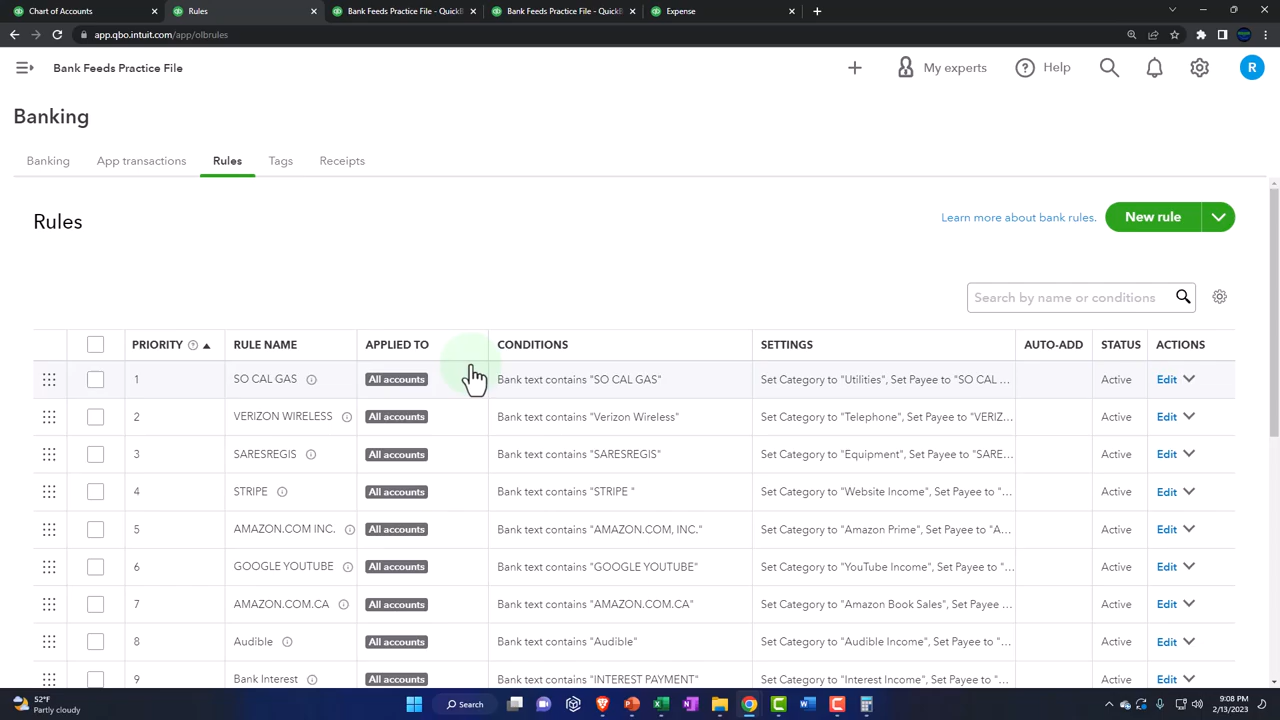 Chart of Accounts
Rules
Bank Feeds Practice File - QuickB
Bank Feeds Practice File - QuickB
Expense
app.qbo.intuit.com/app/olbrules
Bank Feeds Practice File
My experts
Help
R
Banking
Banking
App transactions
Rules
Tags
Receipts
Rules
Learn more about bank rules.
New rule
Search by name or conditions
PRIORITY RULE NAME APPLIED TO CONDITIONS SETTINGS AUTO-ADD STATUS ACTIONS
1 SO CAL GAS All accounts Bank text contains "SO CAL GAS" Set Category to "Utilities", Set Payee to "SO CAL ... Active Edit
2 VERIZON WIRELESS All accounts Bank text contains "Verizon Wireless" Set Category to "Telephone", Set Payee to "VERIZ... Active Edit
3 SARESREGIS All accounts Bank text contains "SARESREGIS" Set Category to "Equipment", Set Payee to "SARE... Active Edit
4 STRIPE All accounts Bank text contains "STRIPE " Set Category to "Website Income", Set Payee to "... Active Edit
5 AMAZON.COM INC. All accounts Bank text contains "AMAZON.COM, INC." Set Category to "Amazon Prime", Set Payee to "A... Active Edit
6 GOOGLE YOUTUBE All accounts Bank text contains "GOOGLE YOUTUBE" Set Category to "YouTube Income", Set Payee to "... Active Edit
7 AMAZON.COM.CA All accounts Bank text contains "AMAZON.COM.CA" Set Category to "Amazon Book Sales", Set Payee ... Active Edit
8 Audible All accounts Bank text contains "Audible" Set Category to "Audible Income", Set Payee to "... Active Edit
9 Bank Interest All accounts Bank text contains "INTEREST PAYMENT" Set Category to "Interest Income", Set Payee to "... Active Edit
52°F
Partly cloudy
Search
9:08 PM
2/13/2023